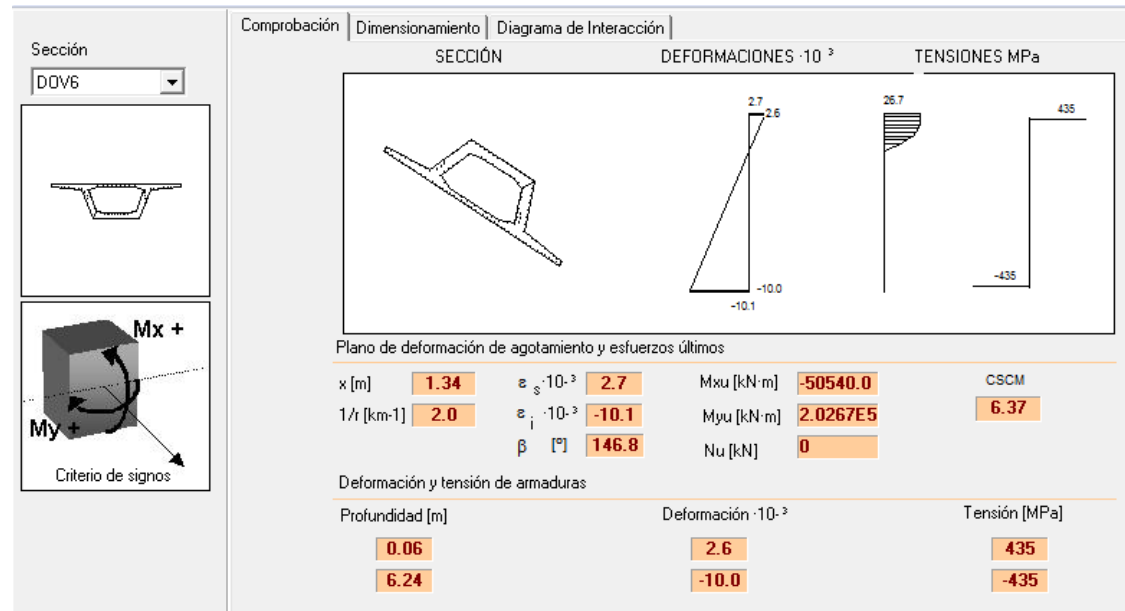 Comprobación Dimensionamiento Diagrama de Interacción
Sección
DOV6
SECCIÓN DEFORMACIONES ·10 ³ TENSIONES MPa
2.7
2.6
-10.0
-10.1
26.7
435
-435
Mx +
My +
Criterio de signos
Plano de deformación de agotamiento y esfuerzos últimos
x [m] 1.34 ε s ·10-³ 2.7 Mxu [kN·m] -50540.0 CSCM
1/r [km-1] 2.0 ε i ·10-³ -10.1 Myu [kN·m] 2.0267E5 6.37
β [º] 146.8 Nu [kN] 0
Deformación y tensión de armaduras
Profundidad [m] Deformación ·10-³ Tensión [MPa]
0.06 2.6 435
6.24 -10.0 -435